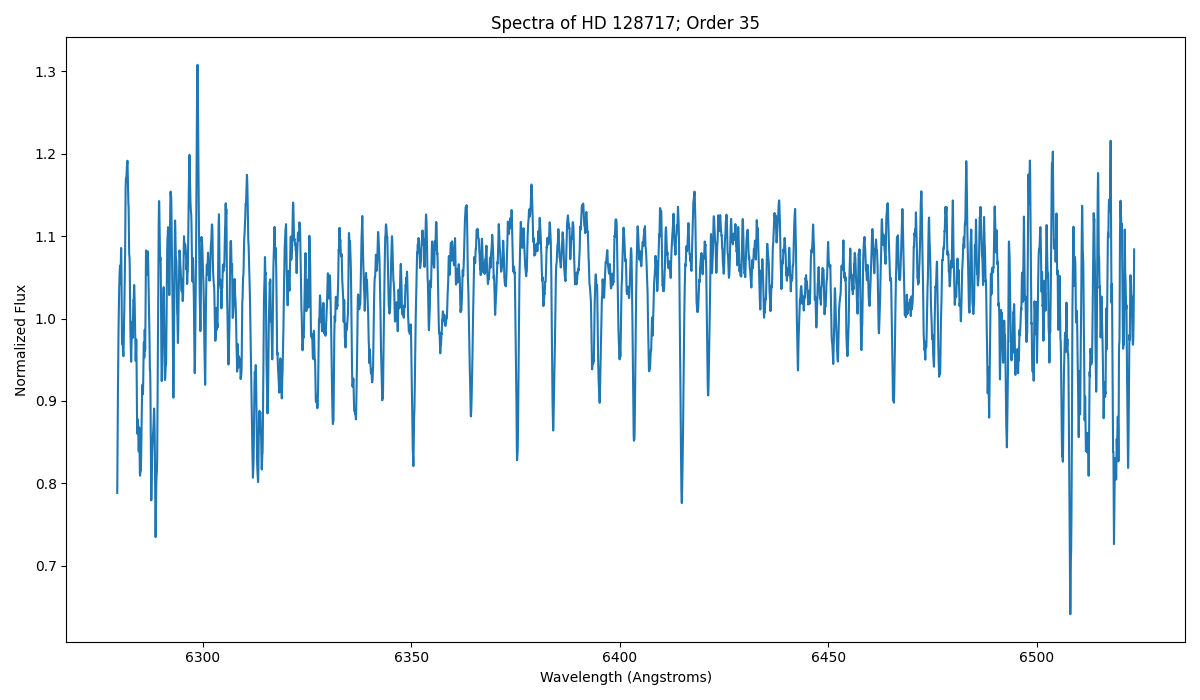 Spectra of HD 128717; Order 35
1.3
1.2
1.1
1.0
0.9
0.8
0.7
Normalized Flux
6300 6350 6400 6450 6500
Wavelength (Angstroms)